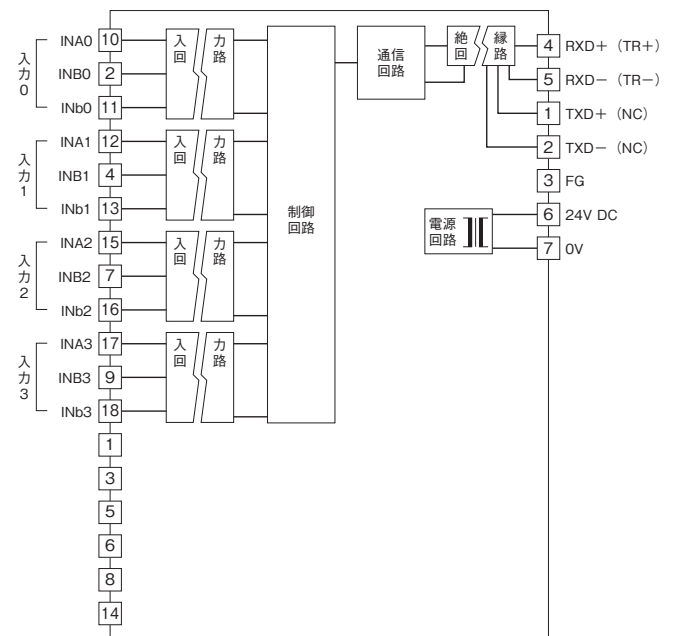 入力0
INA0 10
INB0 2
INb0 11
入力回路
入力1
INA1 12
INB1 4
INb1 13
入力回路
入力2
INA2 15
INB2 7
INb2 16
入力回路
入力3
INA3 17
INB3 9
INb3 18
入力回路
1
3
5
6
8
14
制御
回路
通信
回路
絶縁
回路
4 RXD+（TR+）
5 RXD−（TR−）
1 TXD+（NC）
2 TXD−（NC）
3 FG
電源
回路
6 24V DC
7 0V